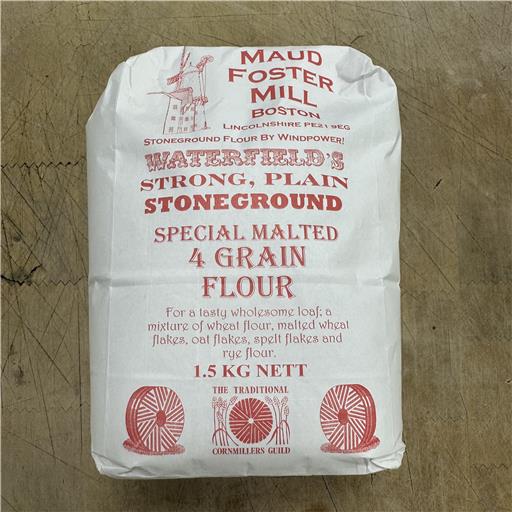 MAUD
FOSTER
MILL
BOSTON
LINCOLNSHIRE PE21 9EG
STONEGROUND FLOUR BY WINDPOWER!
WATERFIELD'S
STRONG, PLAIN
STONEGROUND
SPECIAL MALTED
4 GRAIN
FLOUR
For a tasty wholesome loaf; a
mixture of wheat flour, malted wheat
flakes, oat flakes, spelt flakes and
rye flour.
1.5 KG NETT
THE TRADITIONAL
CORNMILLERS GUILD